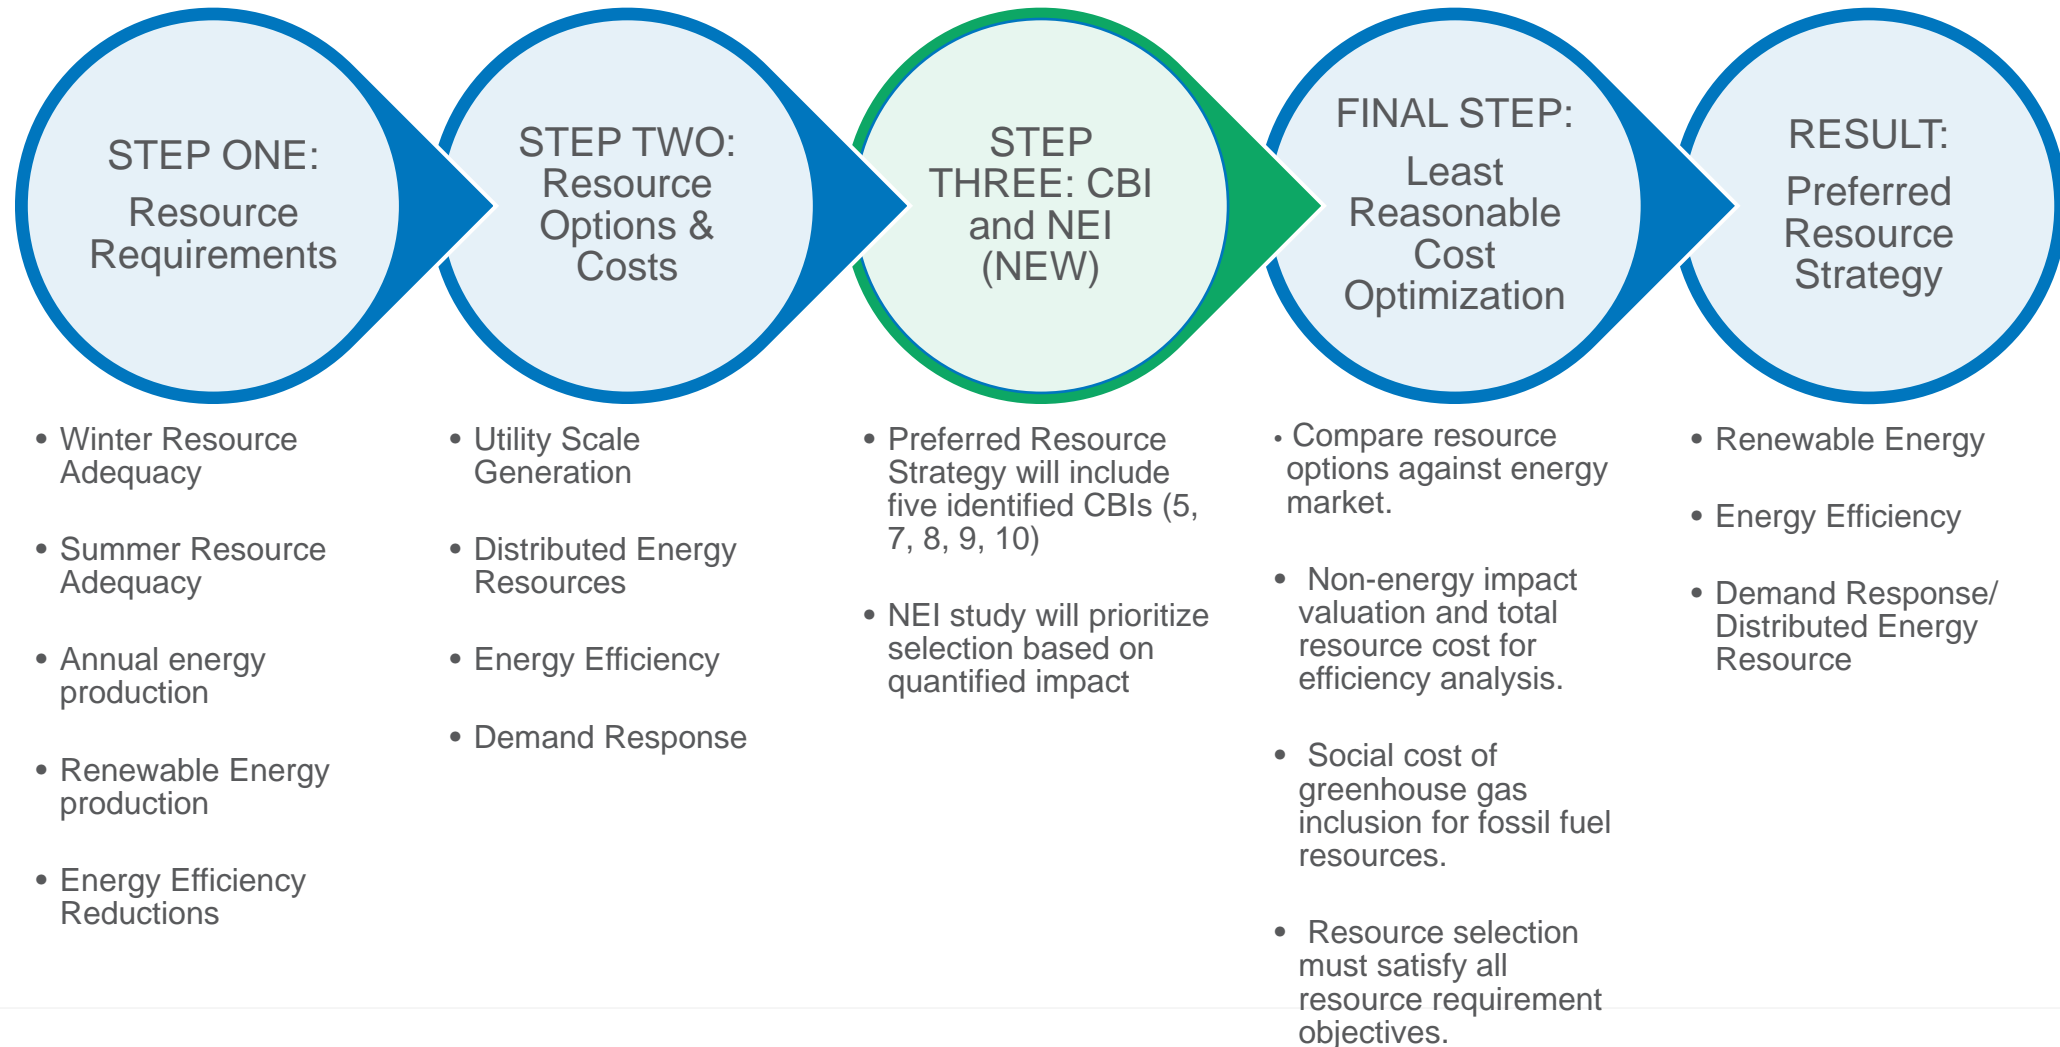 STEP ONE:
Resource
Requirements
STEP TWO:
Resource
Options &
Costs
STEP
THREE: CBI
and NEI
(NEW)
FINAL STEP:
Least
Reasonable
Cost
Optimization
RESULT:
Preferred
Resource
Strategy
• Winter Resource
Adequacy
• Summer Resource
Adequacy
• Annual energy
production
• Renewable Energy
production
• Energy Efficiency
Reductions
• Utility Scale
Generation
• Distributed Energy
Resources
• Energy Efficiency
• Demand Response
• Preferred Resource
Strategy will include
five identified CBIs (5,
7, 8, 9, 10)
• NEI study will prioritize
selection based on
quantified impact
• Compare resource
options against energy
market.
• Non-energy impact
valuation and total
resource cost for
efficiency analysis.
• Social cost of
greenhouse gas
inclusion for fossil fuel
resources.
• Resource selection
must satisfy all
resource requirement
objectives.
• Renewable Energy
• Energy Efficiency
• Demand Response/
Distributed Energy
Resource